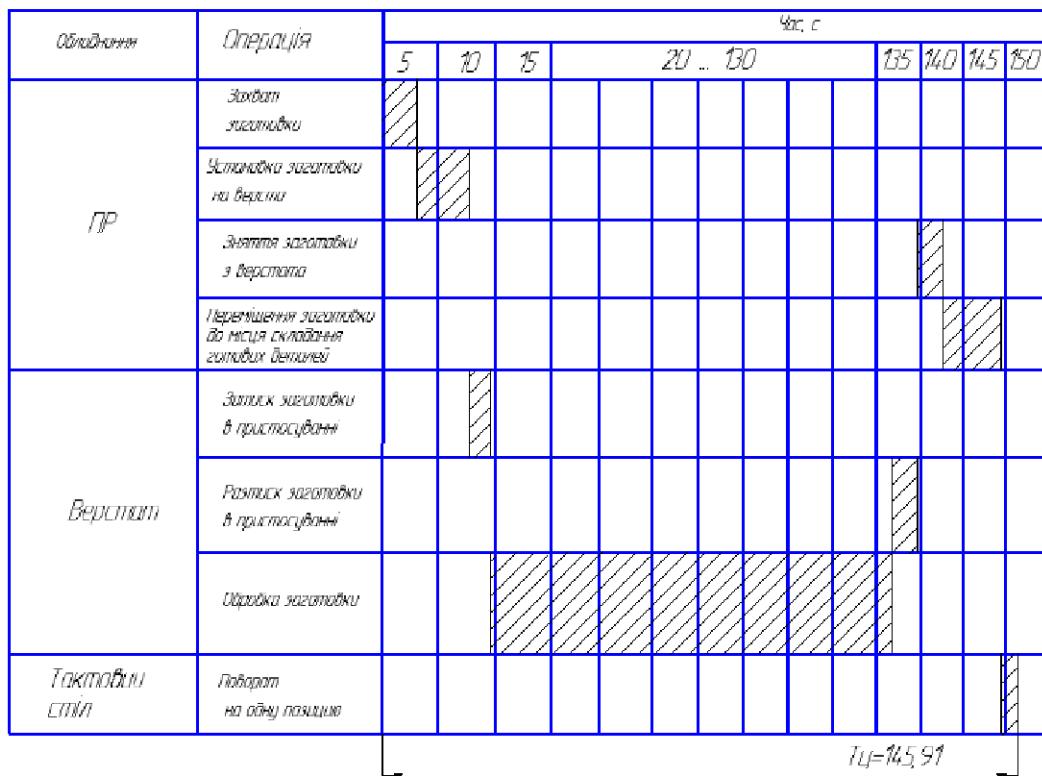 Обладнання
Операція
Час, с
5 10 15 20 ... 130 135 140 145 150
ПР
Захват
заготовки
Установка заготовки
на верста
Зняття заготовки
з верстата
Переміщення заготовки
до місця складання
готових деталей
Верстат
Затиск заготовки
в пристосуванні
Разтиск заготовки
в пристосуванні
Обробка заготовки
Тактовий
стіл
Поворот
на одну позицію
Тц=145,91